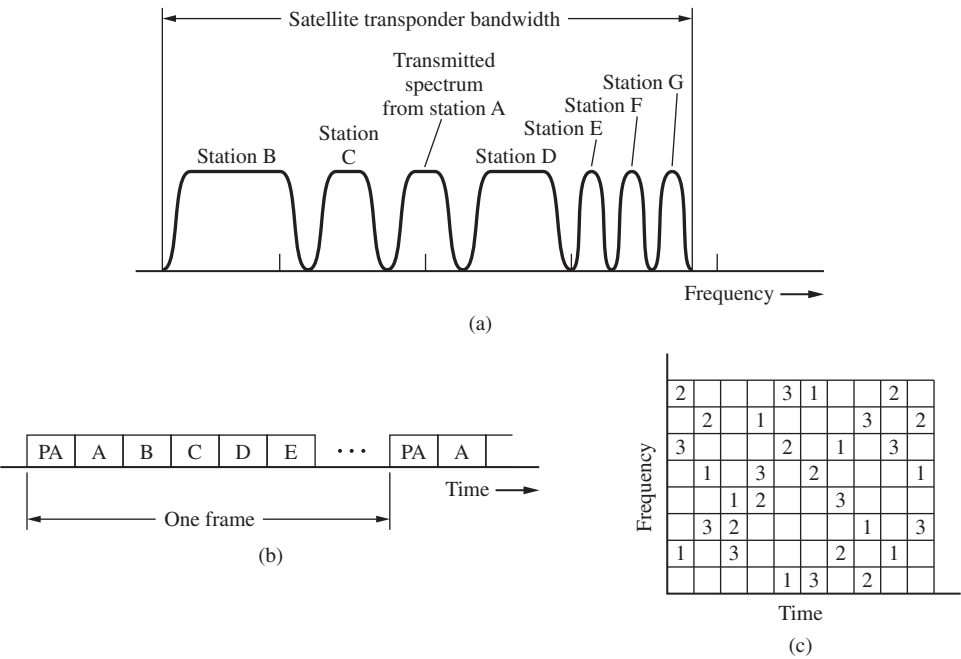 Satellite transponder bandwidth
Transmitted
spectrum
from station A
Station G
Station F
Station E
Station
C
Station B
Station D
Frequency
(a)
PA A B C D E ... PA A
Time
One frame
(b)
Frequency
2 3 1 2
2 1 3 2
3 2 1 3
1 3 2 1
1 2 3
3 2 1 3
1 3 2 1
1 3 2
Time
(c)